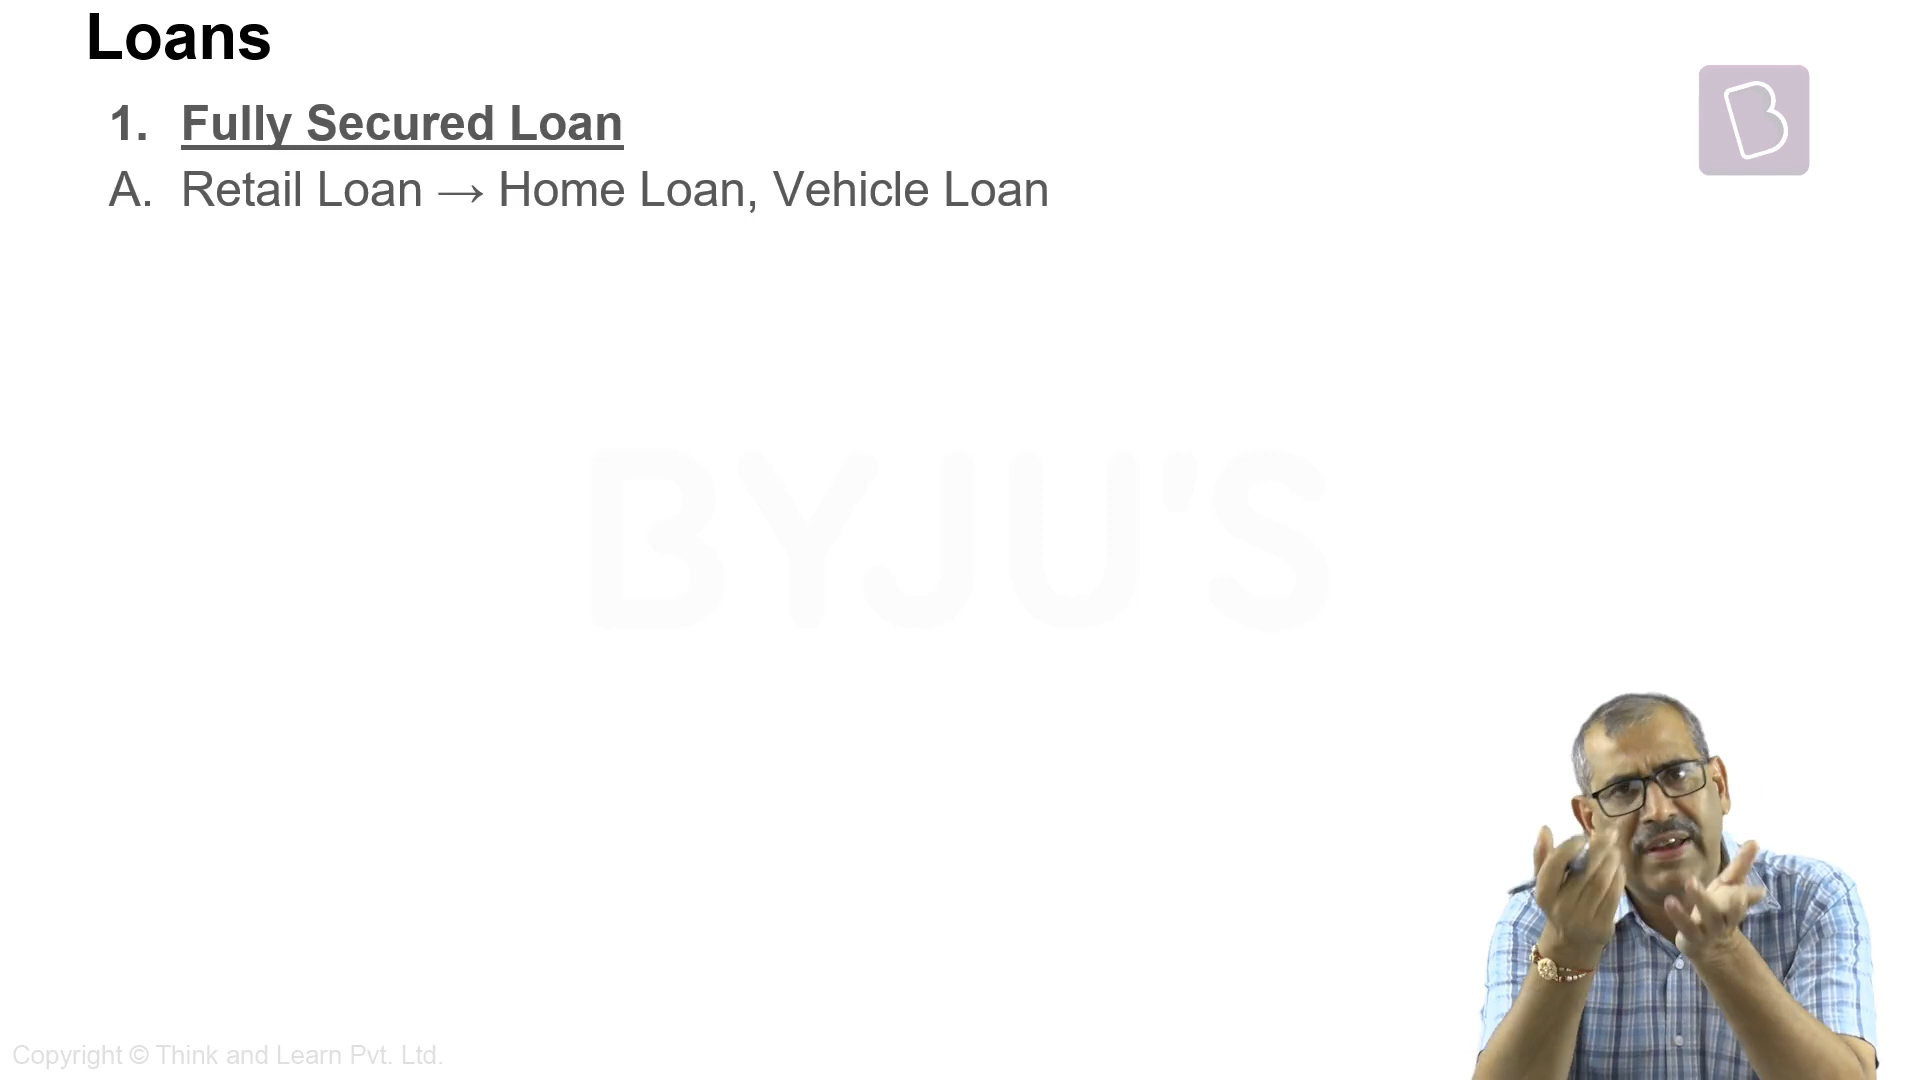 Loans
1. Fully Secured Loan
A. Retail Loan → Home Loan, Vehicle Loan
BYJU'S
Copyright © Think and Learn Pvt. Ltd.